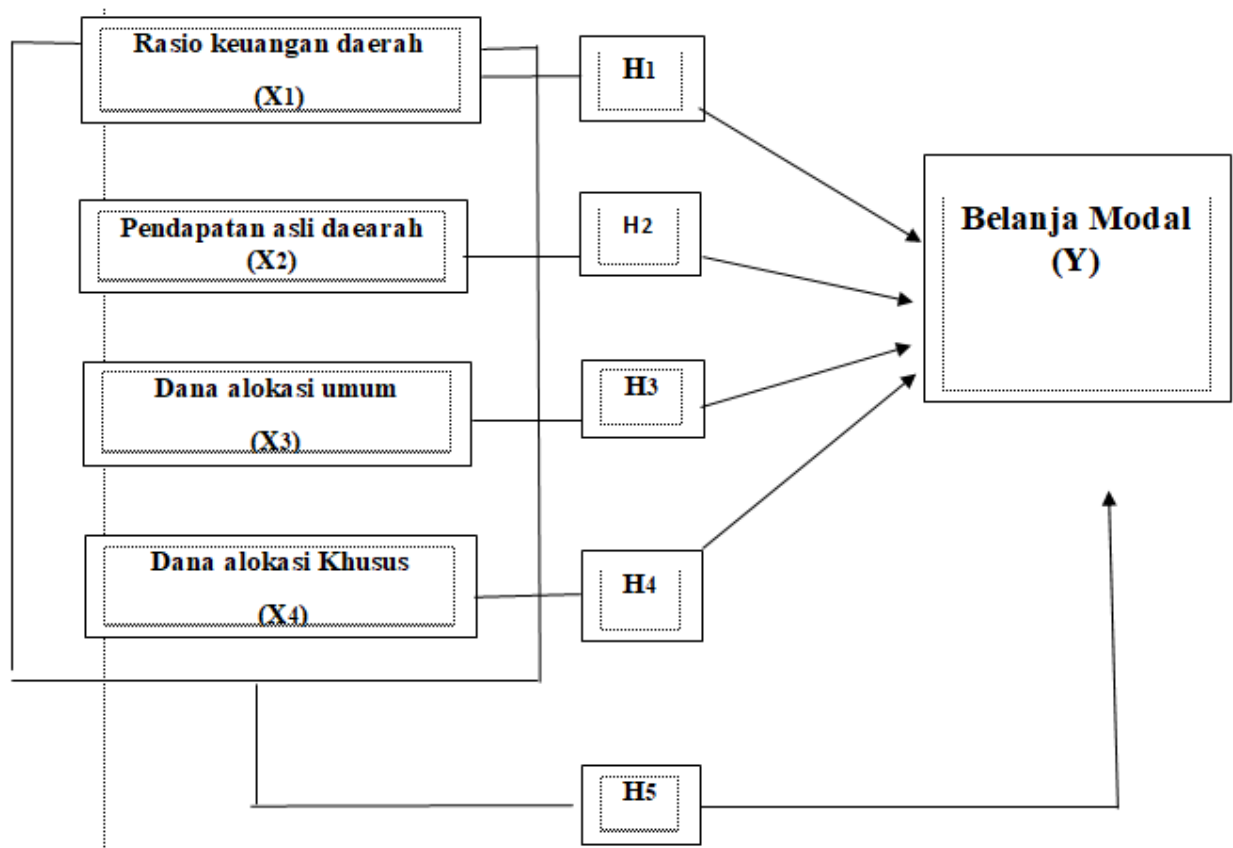 Rasio keuangan daerah
(X1)
H1
Pendapatan asli daearah
(X2)
H2
Belanja Modal
(Y)
Dana alokasi umum
(X3)
H3
Dana alokasi Khusus
(X4)
H4
H5